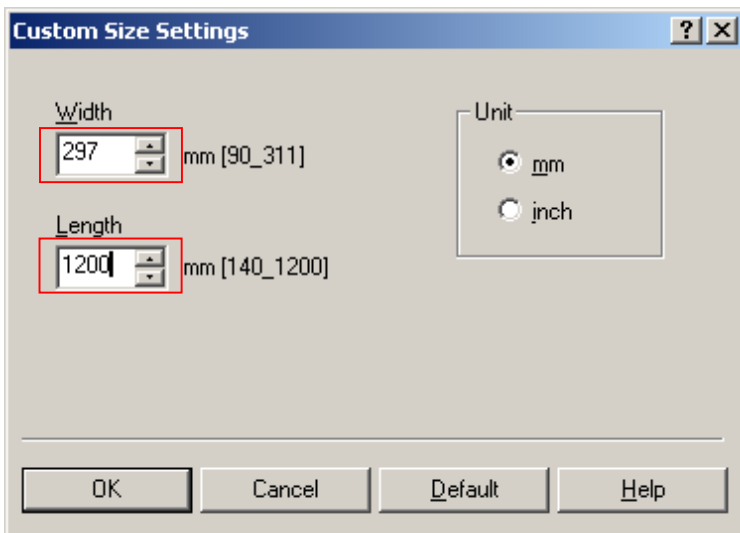 Custom Size Settings
Width
297 mm [90_311]
Length
1200 mm [140_1200]
Unit
mm
inch
OK Cancel Default Help